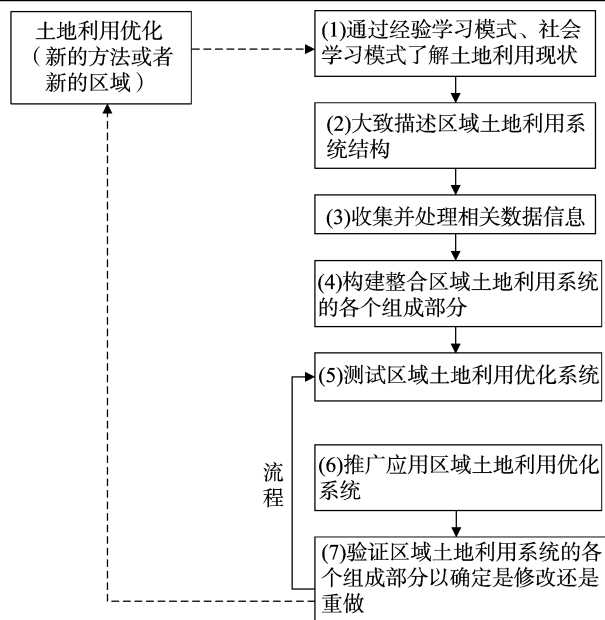 土地利用优化
（新的方法或者
新的区域）
(1)通过经验学习模式、社会
学习模式了解土地利用现状
(2)大致描述区域土地利用系
统结构
(3)收集并处理相关数据信息
(4)构建整合区域土地利用系统
的各个组成部分
(5)测试区域土地利用优化系统
流
程
(6)推广应用区域土地利用优化
系统
(7)验证区域土地利用系统的各
个组成部分以确定是修改还是
重做